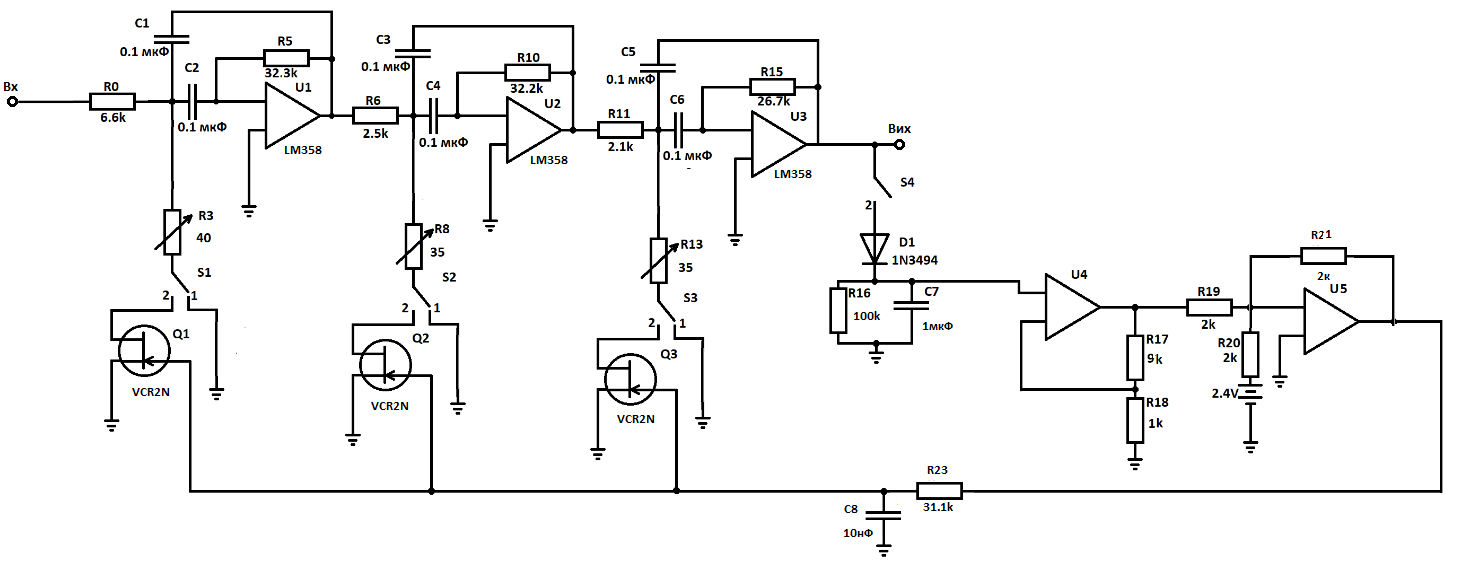 C1
0.1 мкФ
R5
32.3k
C2
0.1 мкФ
U1
LM358
Вх
R0
6.6k
R3
40
S1
2 1
Q1
VCR2N
C3
0.1 мкФ
R10
32.2k
C4
0.1 мкФ
U2
LM358
R6
2.5k
R8
35
S2
2 1
Q2
VCR2N
C5
0.1 мкФ
R15
26.7k
C6
0.1 мкФ
U3
LM358
R11
2.1k
R13
35
S3
2 1
Q3
VCR2N
Вих
S4
2
D1
1N3494
R16
100k
C7
1мкФ
U4
R17
9k
R18
1k
R19
2k
R20
2k
2.4V
R21
2к
U5
R23
31.1k
C8
10нФ